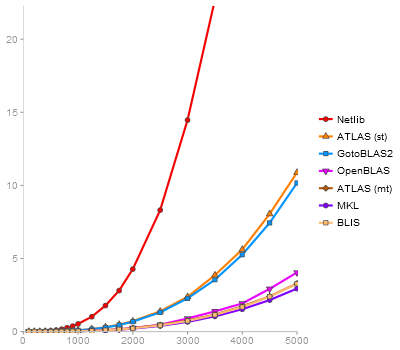 20
15
10
5
0
0 1000 2000 3000 4000 5000
Netlib
ATLAS (st)
GotoBLAS2
OpenBLAS
ATLAS (mt)
MKL
BLIS